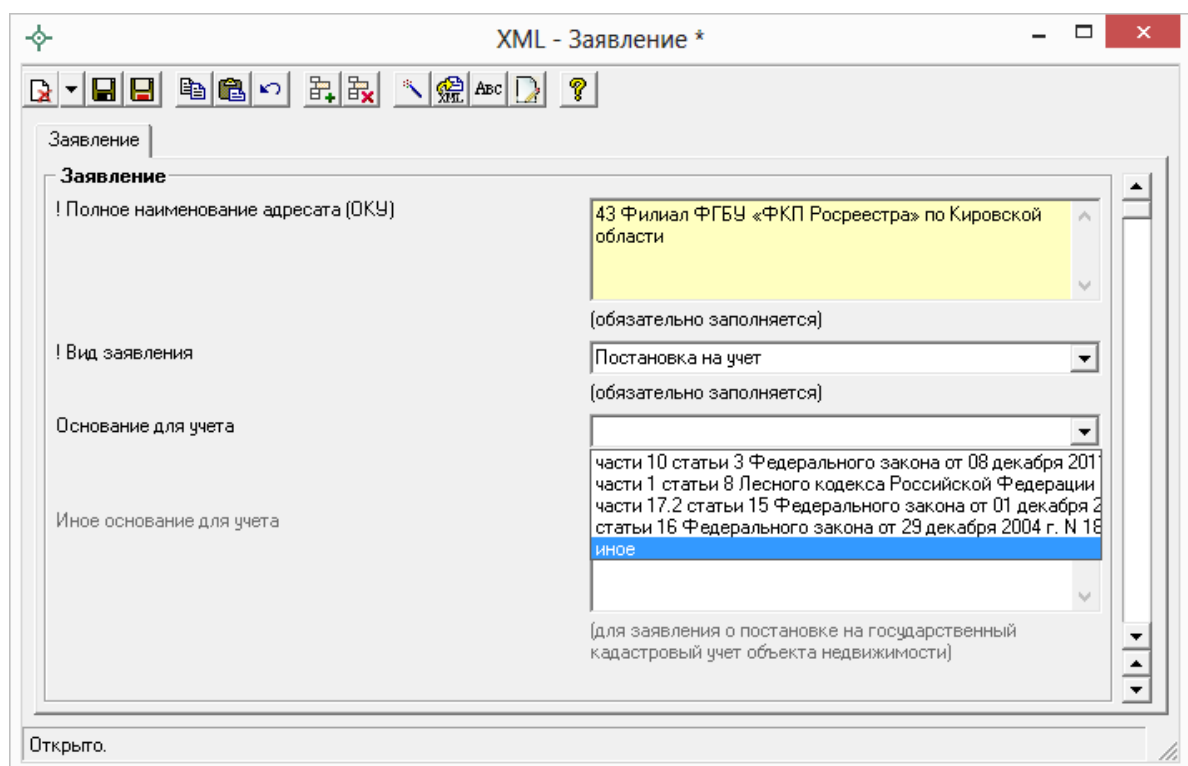 XML - Заявление *
XML ABC
Заявление
Заявление
! Полное наименование адресата (ОКУ)
43 Филиал ФГБУ «ФКП Росреестра» по Кировской
области
(обязательно заполняется)
! Вид заявления
Постановка на учет
(обязательно заполняется)
Основание для учета
части 10 статьи 3 Федерального закона от 08 декабря 201
части 1 статьи 8 Лесного кодекса Российской Федерации
части 17.2 статьи 15 Федерального закона от 01 декабря 2
Иное основание для учета
статьи 16 Федерального закона от 29 декабря 2004 г. N 18
иное
(для заявления о постановке на государственный
кадастровый учет объекта недвижимости)
Открыто.